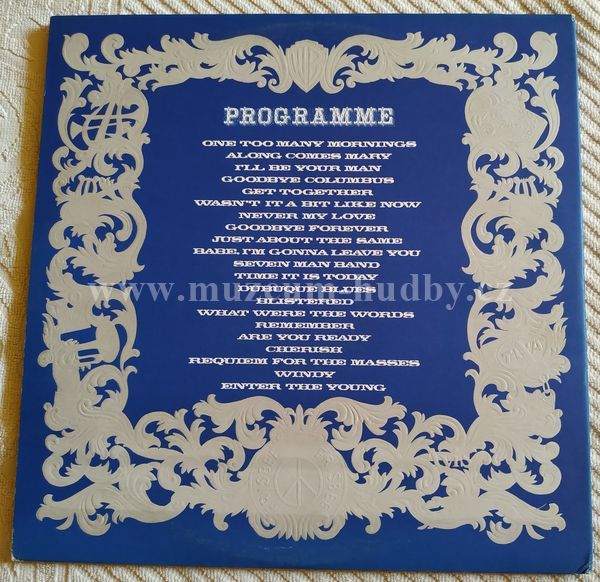 PROGRAMME
ONE TOO MANY MORNINGS
ALONG COMES MARY
I'LL BE YOUR MAN
GOODBYE COLUMBUS
GET TOGETHER
WASN'T IT A BIT LIKE NOW
NEVER MY LOVE
GOODBYE FOREVER
JUST ABOUT THE SAME
BABE, I'M GONNA LEAVE YOU
SEVEN MAN BAND
TIME IT IS TODAY
DUBUQUE BLUES
www.muzeum-hudby.cz
BLISTERED
WHAT WERE THE WORDS
REMEMBER
ARE YOU READY
CHERISH
REQUIEM FOR THE MASSES
WINDY
ENTER THE YOUNG